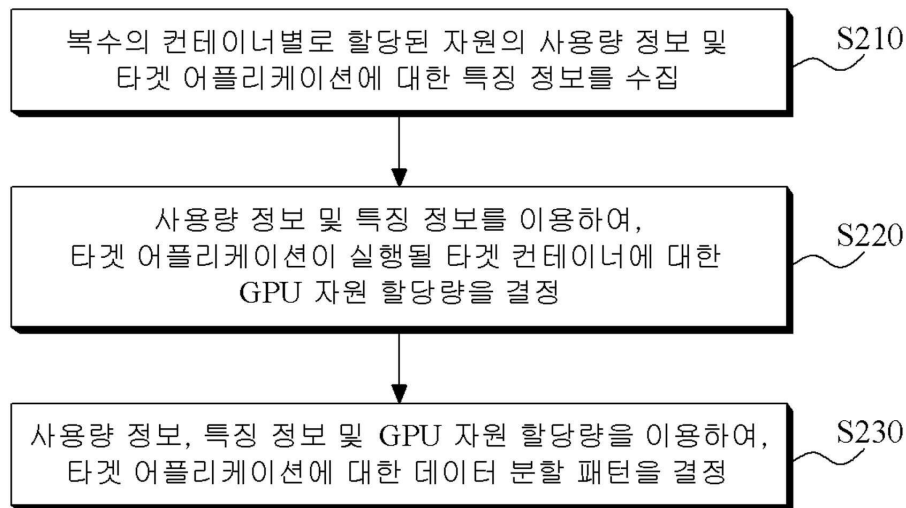 복수의 컨테이너별로 할당된 자원의 사용량 정보 및
타겟 어플리케이션에 대한 특징 정보를 수집
S210
사용량 정보 및 특징 정보를 이용하여,
타겟 어플리케이션이 실행될 타겟 컨테이너에 대한
GPU 자원 할당량을 결정
S220
사용량 정보, 특징 정보 및 GPU 자원 할당량을 이용하여,
타겟 어플리케이션에 대한 데이터 분할 패턴을 결정
S230